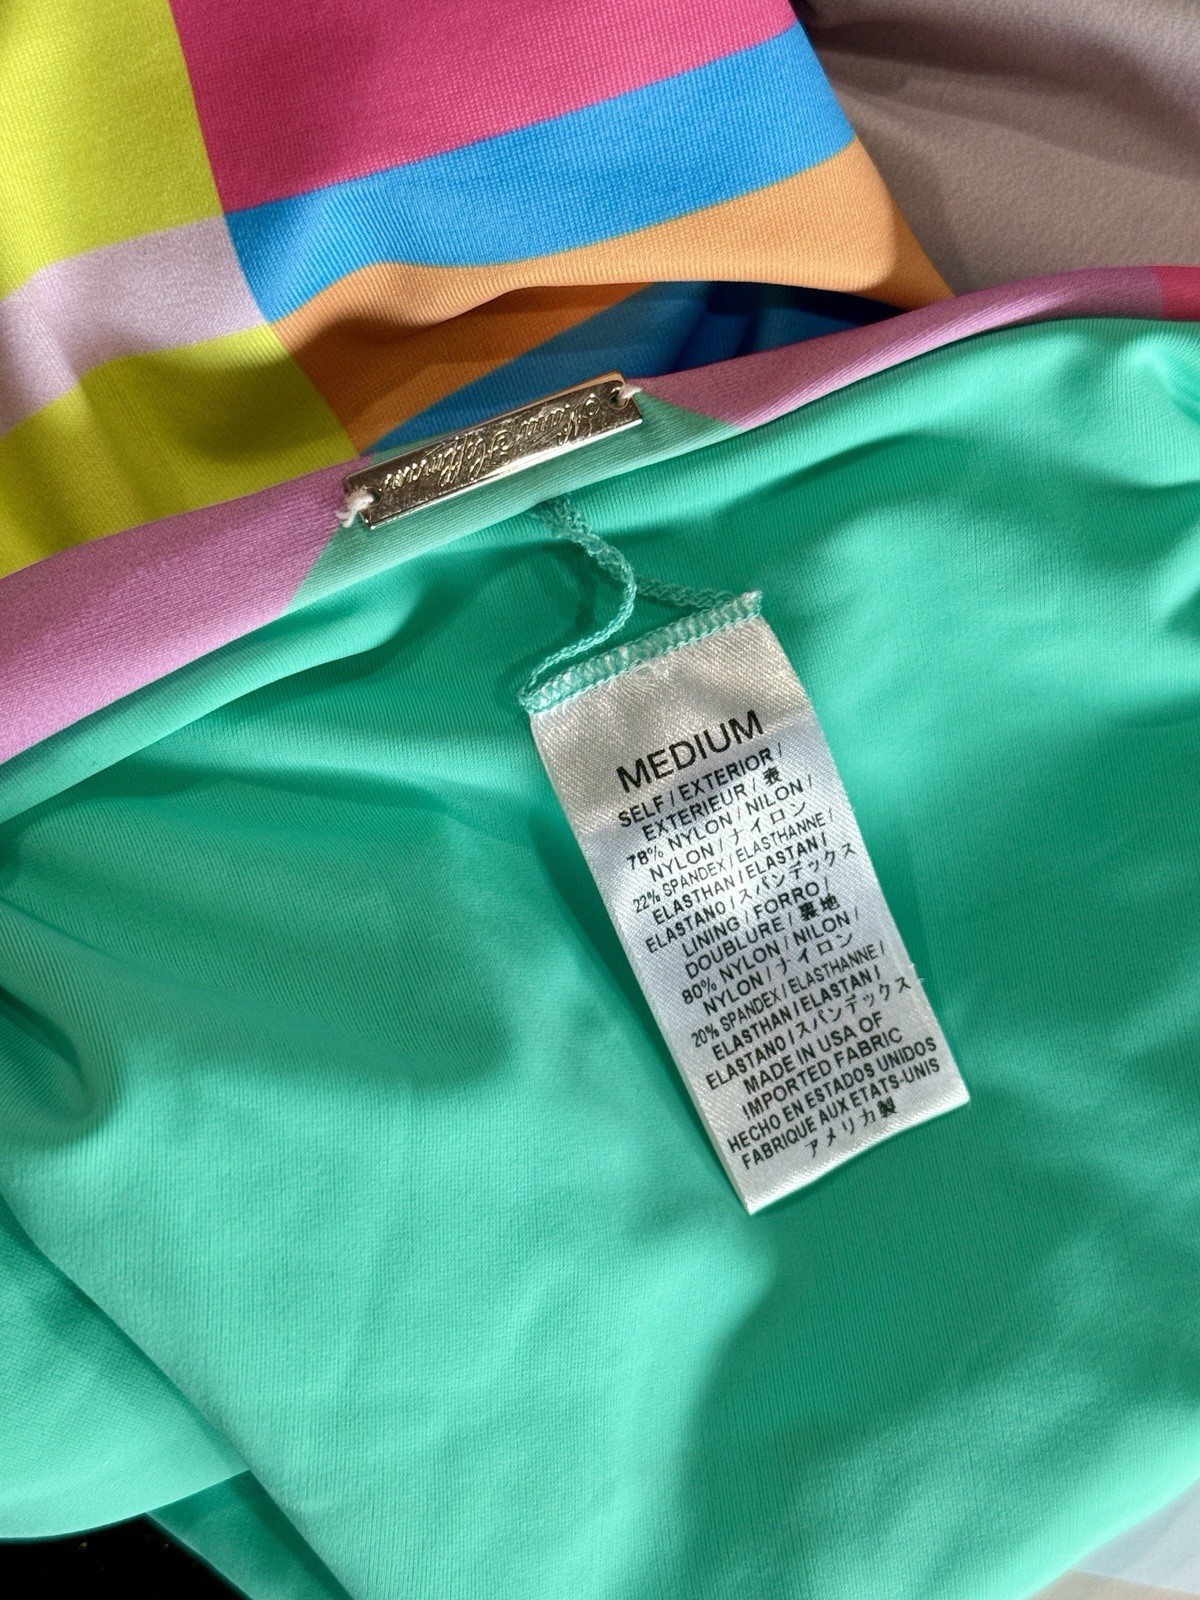 Mara Hoffman
MEDIUM
SELF / EXTERIOR /
EXTERIEUR / 表
78% NYLON / NILON /
NYLON / ナイロン
22% SPANDEX / ELASTHANNE /
ELASTHAN / ELASTAN /
ELASTANO / スパンデックス
LINING / FORRO /
DOUBLURE / 裏地
80% NYLON / NILON /
NYLON / ナイロン
20% SPANDEX / ELASTHANNE /
ELASTHAN / ELASTAN /
ELASTANO / スパンデックス
MADE IN USA OF
IMPORTED FABRIC
HECHO EN ESTADOS UNIDOS
FABRIQUE AUX ETATS-UNIS
アメリカ製